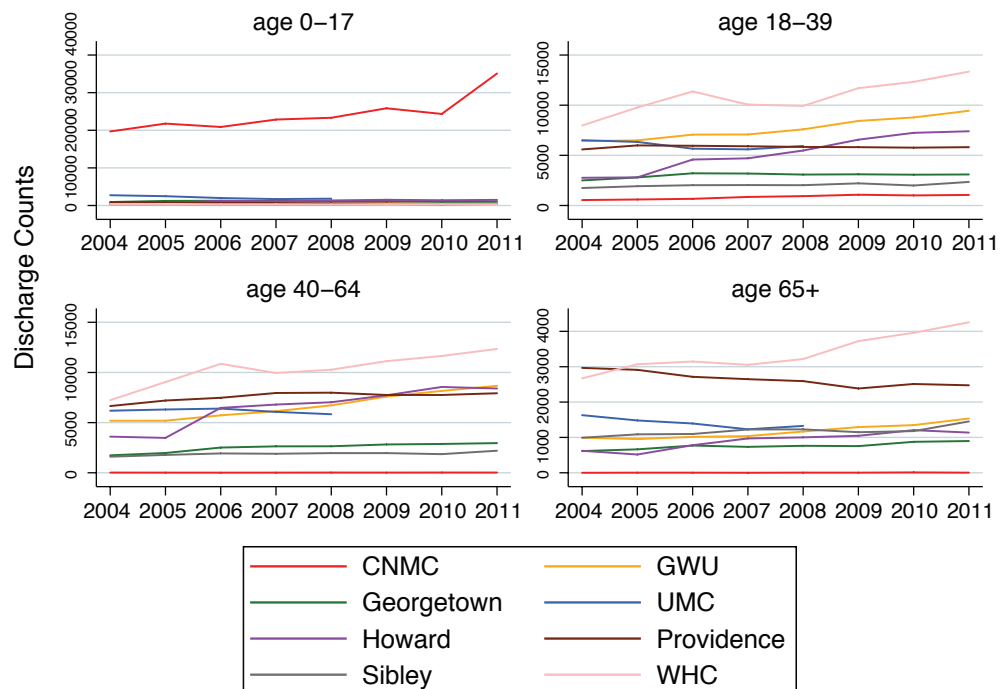 age 0−17
age 18−39
Discharge Counts
0 10000 20000 30000 40000
2004 2005 2006 2007 2008 2009 2010 2011
0 5000 10000 15000
2004 2005 2006 2007 2008 2009 2010 2011
age 40−64
age 65+
0 5000 10000 15000
2004 2005 2006 2007 2008 2009 2010 2011
0 1000 2000 3000 4000
2004 2005 2006 2007 2008 2009 2010 2011
CNMC GWU
Georgetown UMC
Howard Providence
Sibley WHC